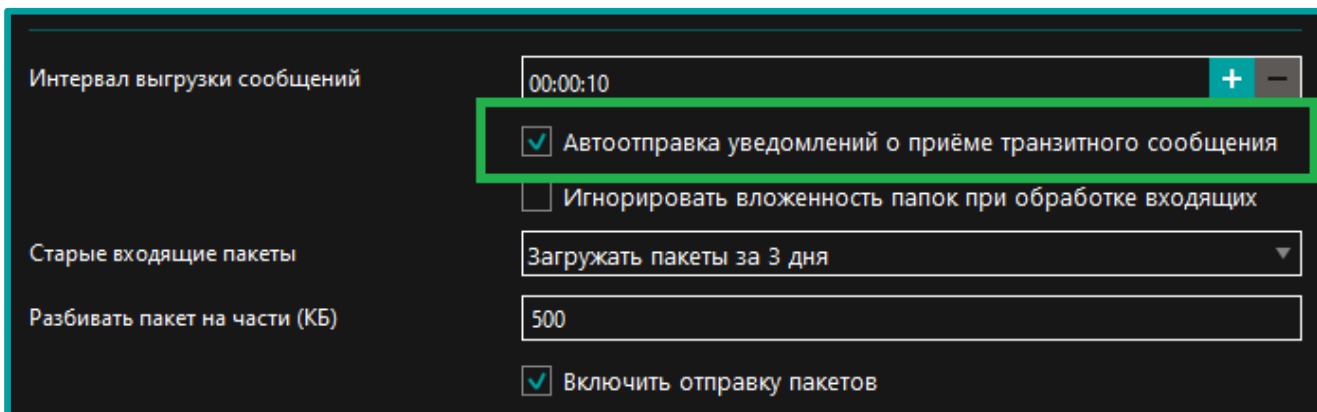 Интервал выгрузки сообщений
00:00:10
Автоотправка уведомлений о приёме транзитного сообщения
Игнорировать вложенность папок при обработке входящих
Старые входящие пакеты
Загружать пакеты за 3 дня
Разбивать пакет на части (КБ)
500
Включить отправку пакетов